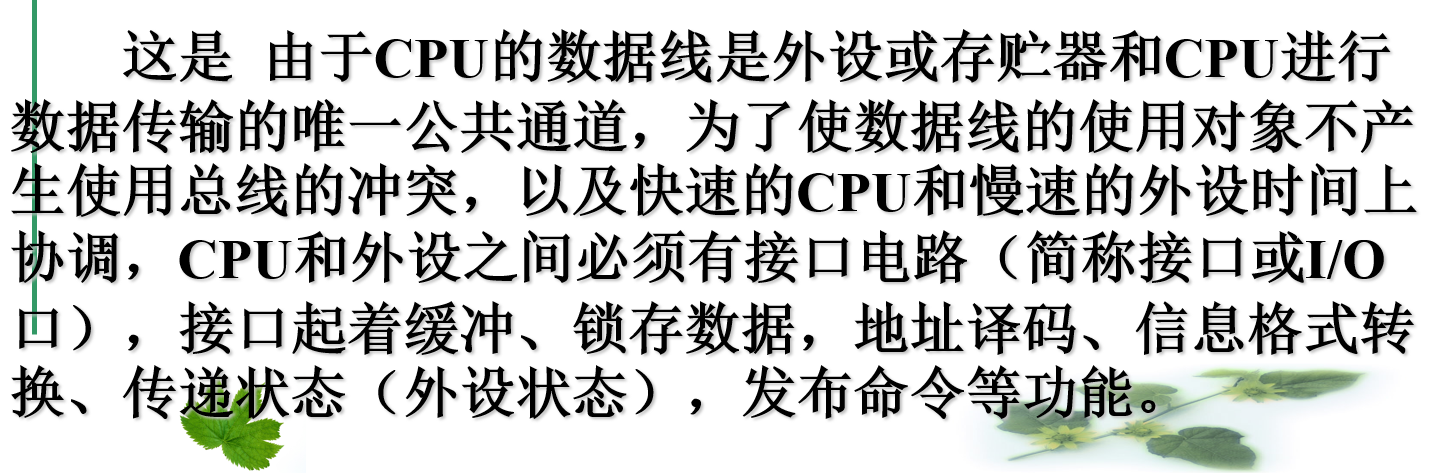 这是 由于CPU的数据线是外设或存贮器和CPU进行
数据传输的唯一公共通道，为了使数据线的使用对象不产
生使用总线的冲突，以及快速的CPU和慢速的外设时间上
协调，CPU和外设之间必须有接口电路（简称接口或I/O
口），接口起着缓冲、锁存数据，地址译码、信息格式转
换、传递状态（外设状态），发布命令等功能。